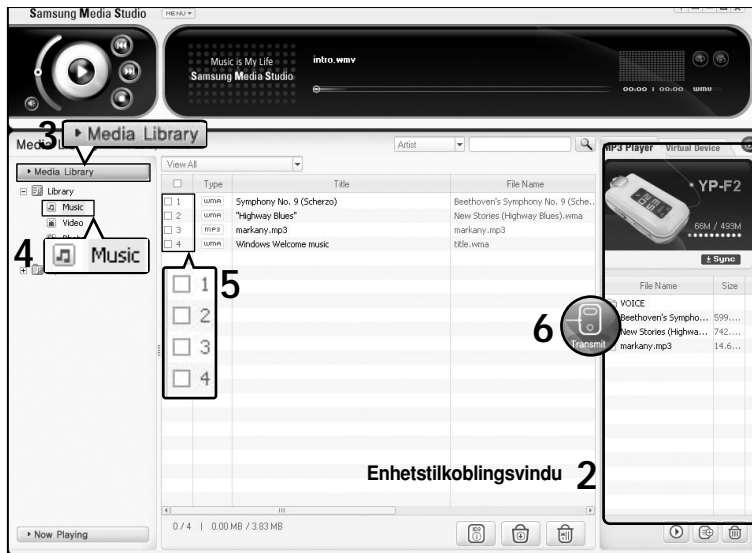 Samsung Media Studio MENU
Music is My Life
Samsung Media Studio
intro.wmv
00:00 | 00:00 WMV
3 Media Library
Artist
MP3 Player Virtual Device
Media Library
View All
Library
Music
Video
4 Music
Type Title File Name
1 WMA Symphony No. 9 (Scherzo) Beethoven's Symphony No. 9 (Sche..
2 WMA "Highway Blues" New Stories (Highway Blues).wma
3 MP3 markany.mp3 markany.mp3
4 WMA Windows Welcome music title.wma
5
1
2
3
4
YP-F2
66M / 493M
Sync
File Name Size
VOICE
Beethoven's Sympho... 599....
New Stories (Highwa... 742....
markany.mp3 14.6...
6 Transmit
Enhetstilkoblingsvindu 2
0 / 4 | 0.00 MB / 3.83 MB
Now Playing